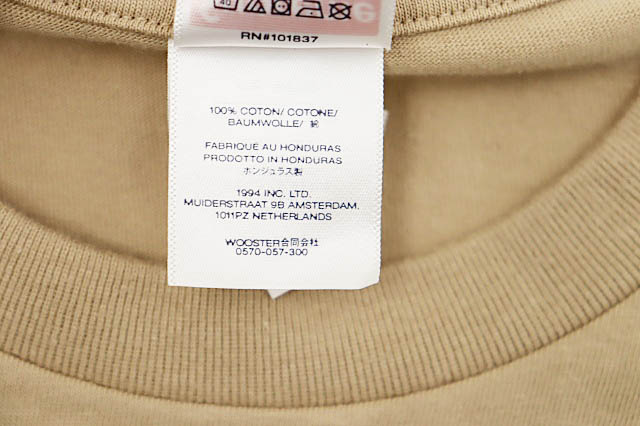 40
RN#101837
100% COTON/ COTONE/
BAUMWOLLE/ 綿
FABRIQUÉ AU HONDURAS
PRODOTTO IN HONDURAS
ホンジュラス製
1994 INC. LTD.
MUIDERSTRAAT 9B AMSTERDAM.
1011PZ NETHERLANDS
WOOSTER合同会社
0570-057-300